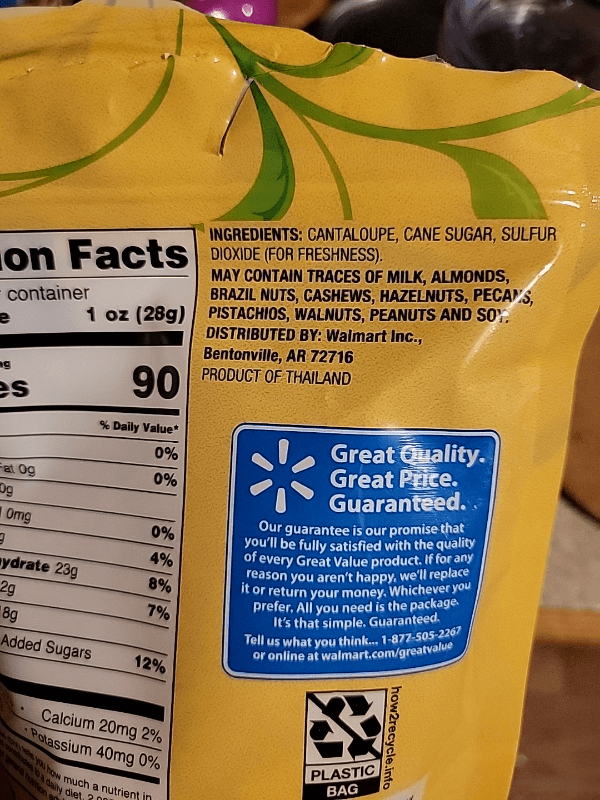 INGREDIENTS: CANTALOUPE, CANE SUGAR, SULFUR
DIOXIDE (FOR FRESHNESS).
MAY CONTAIN TRACES OF MILK, ALMONDS,
BRAZIL NUTS, CASHEWS, HAZELNUTS, PECANS,
PISTACHIOS, WALNUTS, PEANUTS AND SOY.
DISTRIBUTED BY: Walmart Inc.,
Bentonville, AR 72716
PRODUCT OF THAILAND
on Facts
container
1 oz (28g)
es 90
% Daily Value*
0%
Fat 0g 0%
0g
0mg 0%
4%
ydrate 23g 8%
2g 7%
8g
Added Sugars 12%
Calcium 20mg 2%
Potassium 40mg 0%
you how much a nutrient in
daily diet.
Great Quality.
Great Price.
Guaranteed.
Our guarantee is our promise that
you'll be fully satisfied with the quality
of every Great Value product. If for any
reason you aren't happy, we'll replace
it or return your money. Whichever you
prefer. All you need is the package.
It's that simple. Guaranteed.
Tell us what you think... 1-877-505-2267
or online at walmart.com/greatvalue
PLASTIC
BAG
how2recycle.info